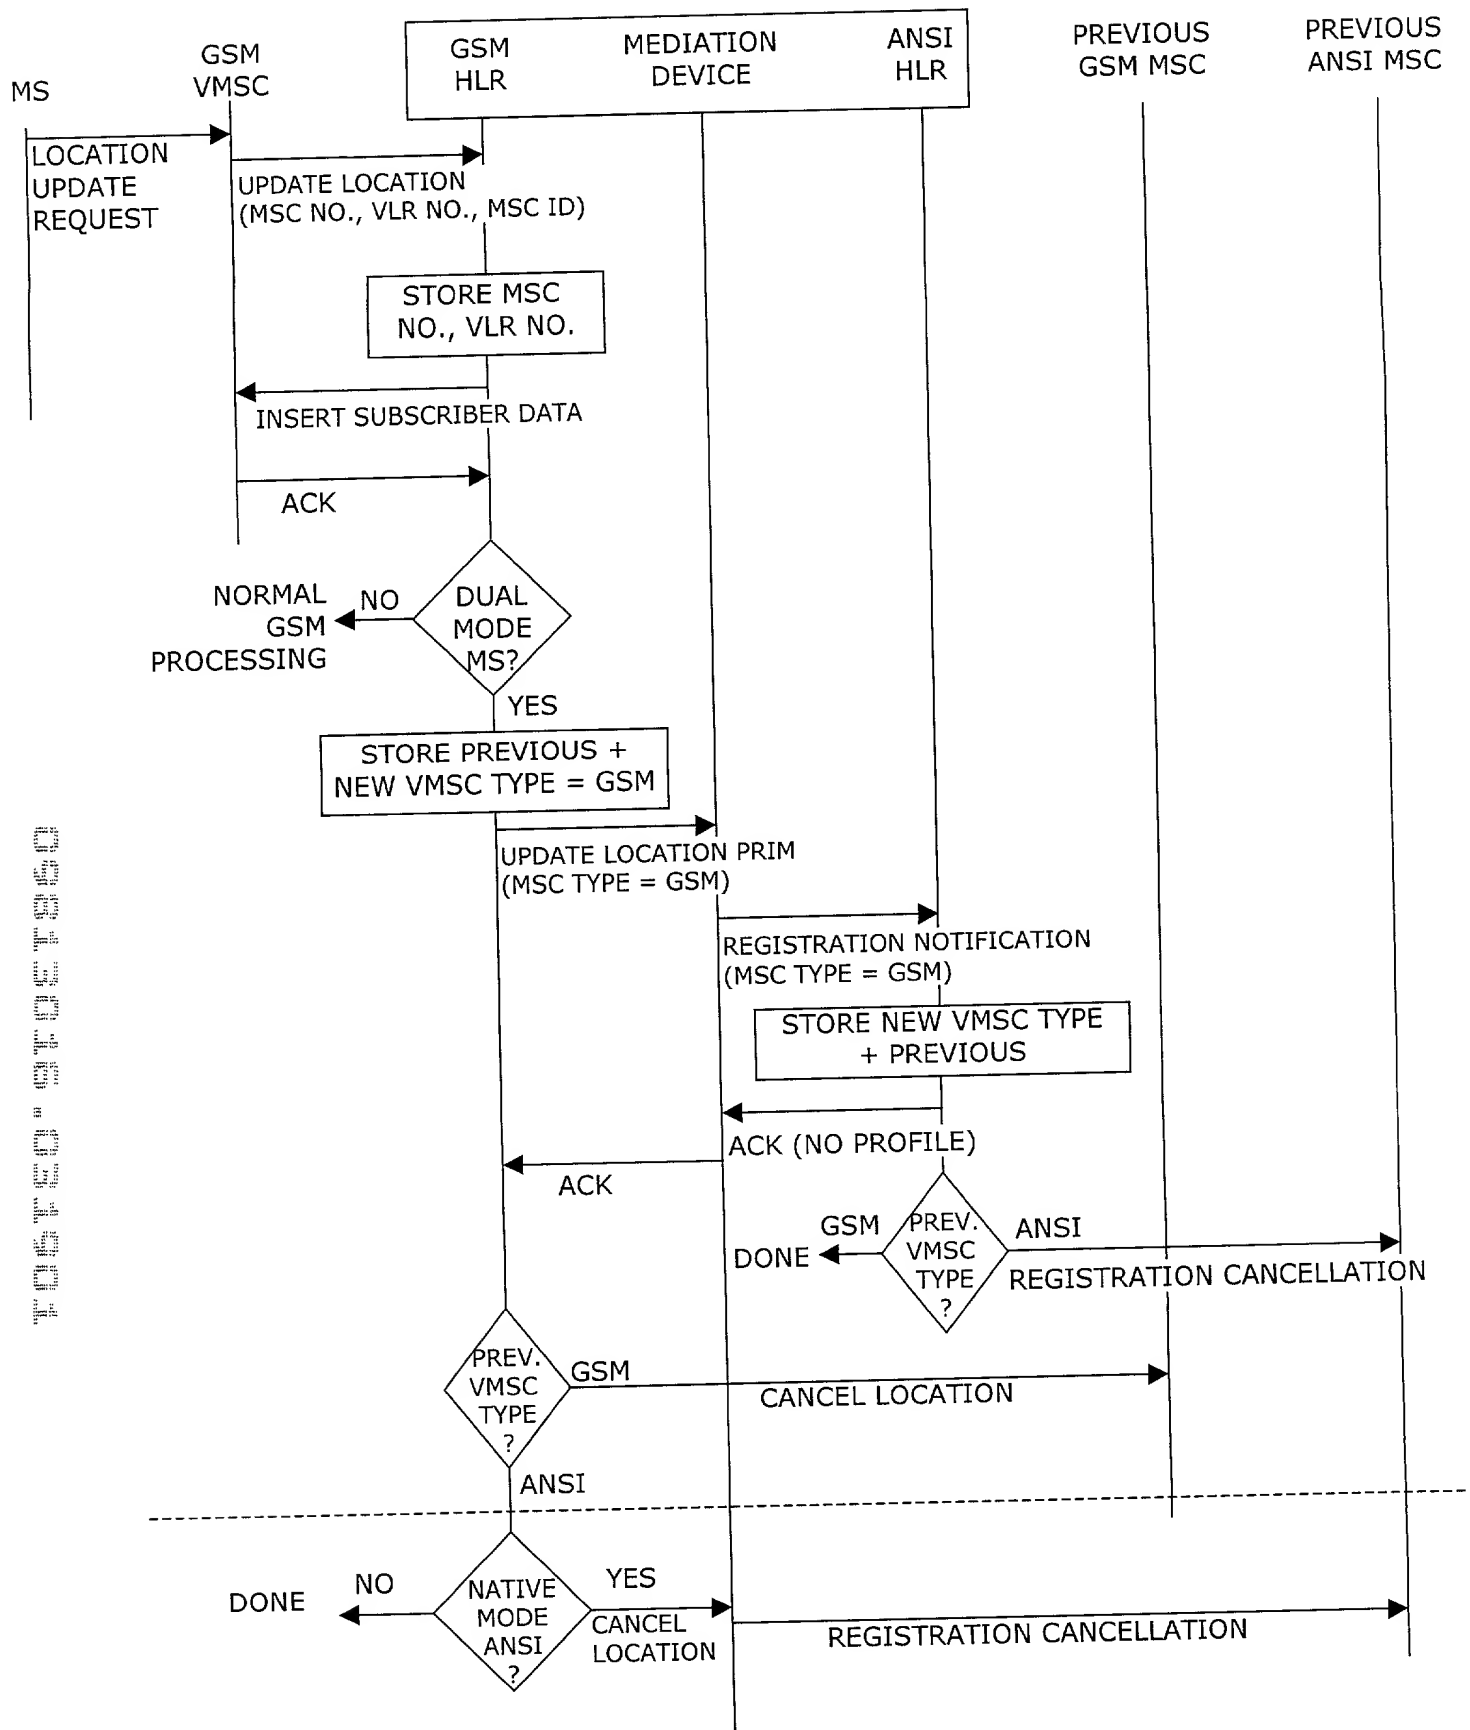 MS
GSM
VMSC
GSM
HLR
MEDIATION
DEVICE
ANSI
HLR
PREVIOUS
GSM MSC
PREVIOUS
ANSI MSC
LOCATION
UPDATE
REQUEST
UPDATE LOCATION
(MSC NO., VLR NO., MSC ID)
STORE MSC
NO., VLR NO.
INSERT SUBSCRIBER DATA
ACK
DUAL
MODE
MS?
NO
NORMAL
GSM
PROCESSING
YES
STORE PREVIOUS +
NEW VMSC TYPE = GSM
UPDATE LOCATION PRIM
(MSC TYPE = GSM)
REGISTRATION NOTIFICATION
(MSC TYPE = GSM)
STORE NEW VMSC TYPE
+ PREVIOUS
ACK (NO PROFILE)
ACK
PREV.
VMSC
TYPE
?
GSM
DONE
ANSI
REGISTRATION CANCELLATION
PREV.
VMSC
TYPE
?
GSM
CANCEL LOCATION
ANSI
NATIVE
MODE
ANSI
?
NO
DONE
YES
CANCEL
LOCATION
REGISTRATION CANCELLATION